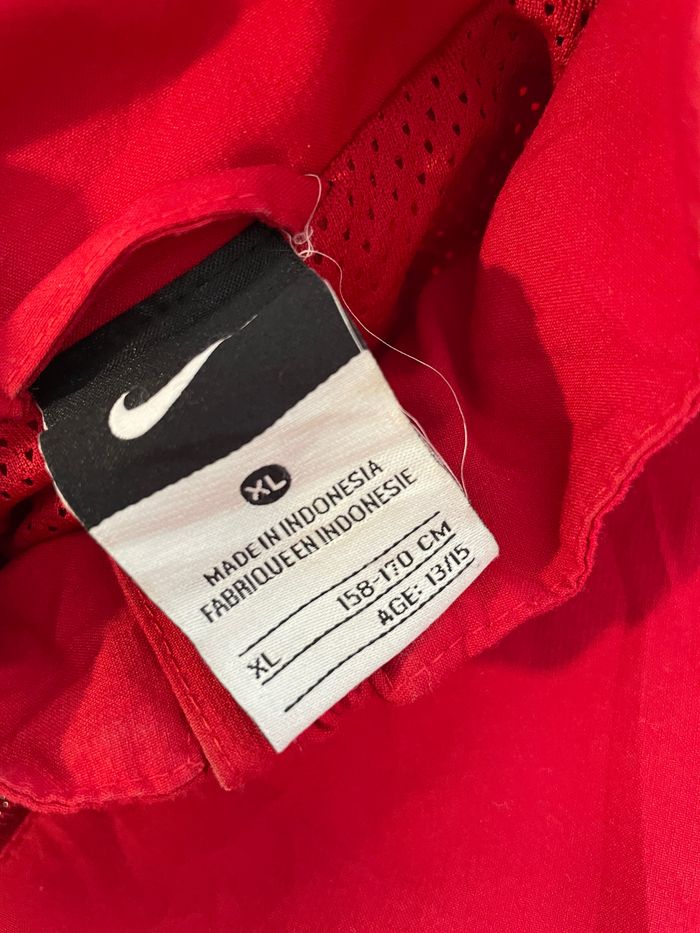 XL
MADE IN INDONESIA
FABRIQUE EN INDONESIE
158-170 CM
XL AGE: 13/15